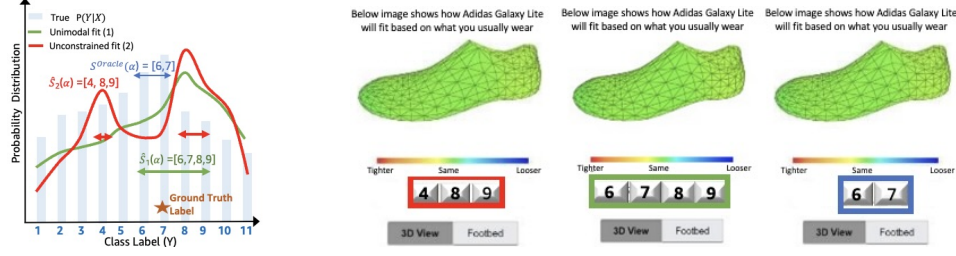 True P(Y|X)
Unimodal fit (1)
Unconstrained fit (2)
S^Oracle(α) = [6,7]
Ŝ₂(α) =[4, 8,9]
Ŝ₁(α) =[6,7,8,9]
Ground Truth
Label
Probability Distribution
1 2 3 4 5 6 7 8 9 10 11
Class Label (Y)
Below image shows how Adidas Galaxy Lite
will fit based on what you usually wear
Tighter Same Looser
4 8 9
3D View Footbed
Below image shows how Adidas Galaxy Lite
will fit based on what you usually wear
Tighter Same Looser
6 7 8 9
3D View Footbed
Below image shows how Adidas Galaxy Lite
will fit based on what you usually wear
Tighter Same Looser
6 7
3D View Footbed